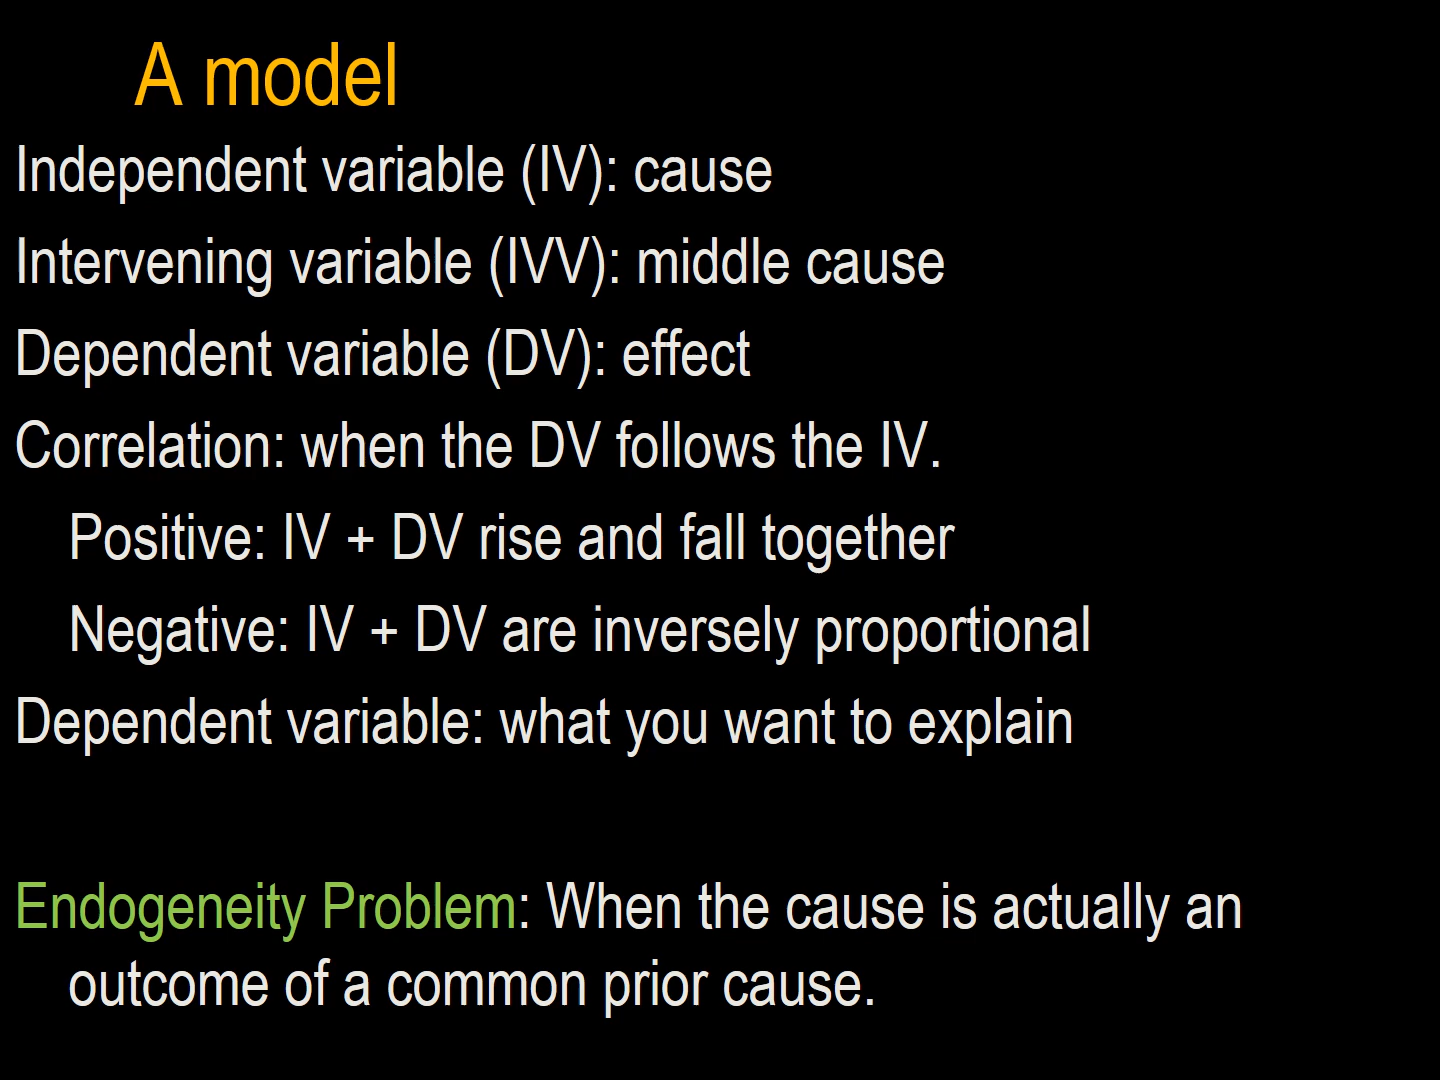 A model
Independent variable (IV): cause
Intervening variable (IVV): middle cause
Dependent variable (DV): effect
Correlation: when the DV follows the IV.
Positive: IV + DV rise and fall together
Negative: IV + DV are inversely proportional
Dependent variable: what you want to explain
Endogeneity Problem: When the cause is actually an
outcome of a common prior cause.